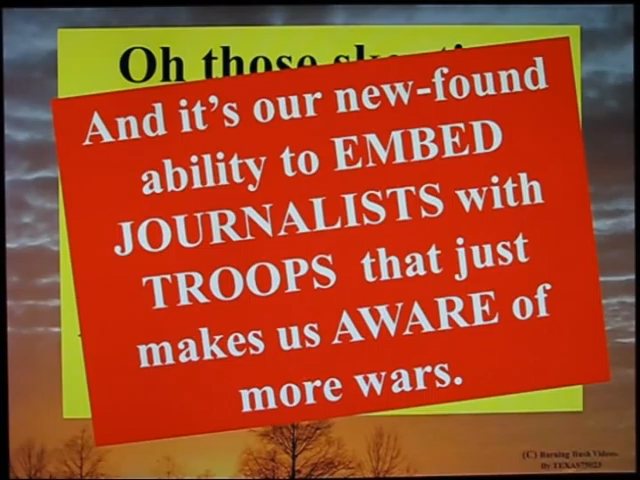 Oh those
And it's our new-found
ability to EMBED
JOURNALISTS with
TROOPS that just
makes us AWARE of
more wars.
(C) Burning Bush Videos.